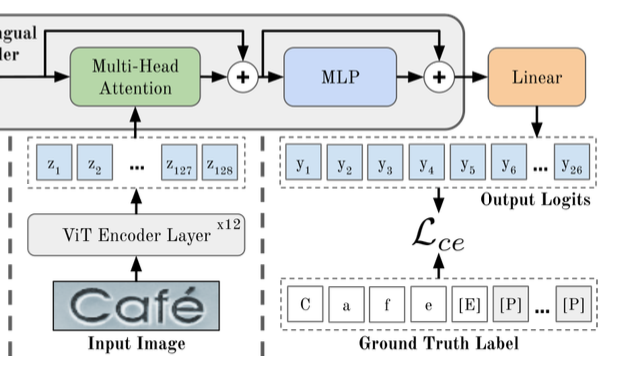 gual
er
Multi-Head
Attention
+
MLP
+
Linear
z1 z2 ... z127 z128
y1 y2 y3 y4 y5 y6 ... y26
Output Logits
ViT Encoder Layer x12
ℒce
Café
C a f e [E] [P] ... [P]
Input Image
Ground Truth Label